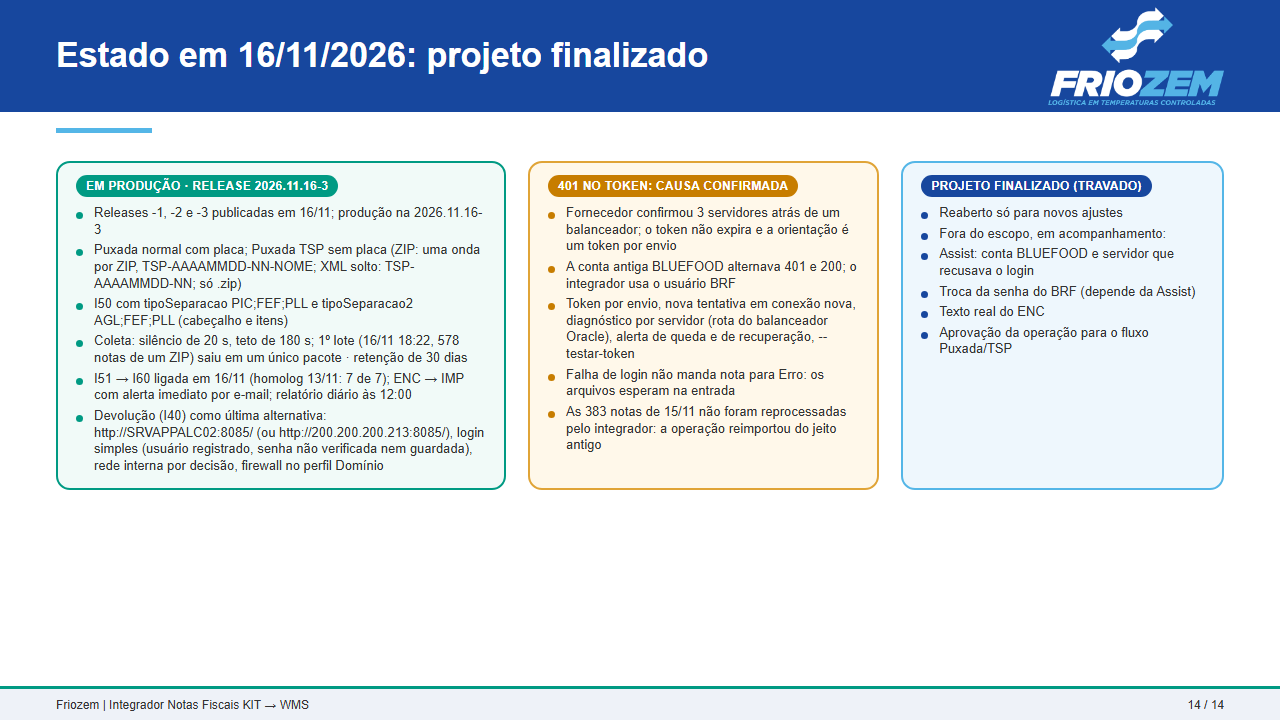 Estado em 16/11/2026: projeto finalizado
FRIOZEM
LOGÍSTICA EM TEMPERATURAS CONTROLADAS
EM PRODUÇÃO · RELEASE 2026.11.16-3
Releases -1, -2 e -3 publicadas em 16/11; produção na 2026.11.16-
3
Puxada normal com placa; Puxada TSP sem placa (ZIP: uma onda
por ZIP, TSP-AAAAMMDD-NN-NOME; XML solto: TSP-
AAAAMMDD-NN; só .zip)
I50 com tipoSeparacao PIC;FEF;PLL e tipoSeparacao2
AGL;FEF;PLL (cabeçalho e itens)
Coleta: silêncio de 20 s, teto de 180 s; 1º lote (16/11 18:22, 578
notas de um ZIP) saiu em um único pacote · retenção de 30 dias
I51 → I60 ligada em 16/11 (homolog 13/11: 7 de 7); ENC → IMP
com alerta imediato por e-mail; relatório diário às 12:00
Devolução (I40) como última alternativa:
http://SRVAPPALC02:8085/ (ou http://200.200.200.213:8085/), login
simples (usuário registrado, senha não verificada nem guardada),
rede interna por decisão, firewall no perfil Domínio
401 NO TOKEN: CAUSA CONFIRMADA
Fornecedor confirmou 3 servidores atrás de um
balanceador; o token não expira e a orientação é
um token por envio
A conta antiga BLUEFOOD alternava 401 e 200; o
integrador usa o usuário BRF
Token por envio, nova tentativa em conexão nova,
diagnóstico por servidor (rota do balanceador
Oracle), alerta de queda e de recuperação, --
testar-token
Falha de login não manda nota para Erro: os
arquivos esperam na entrada
As 383 notas de 15/11 não foram reprocessadas
pelo integrador: a operação reimportou do jeito
antigo
PROJETO FINALIZADO (TRAVADO)
Reaberto só para novos ajustes
Fora do escopo, em acompanhamento:
Assist: conta BLUEFOOD e servidor que
recusava o login
Troca da senha do BRF (depende da Assist)
Texto real do ENC
Aprovação da operação para o fluxo
Puxada/TSP
Friozem | Integrador Notas Fiscais KIT → WMS
14 / 14